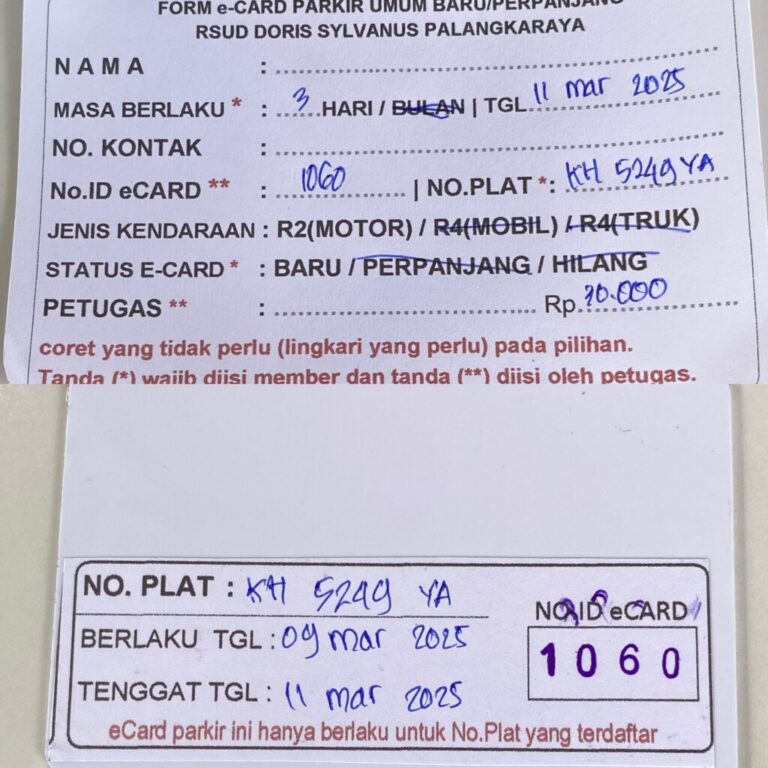 FORM e-CARD PARKIR UMUM BARU/PERPANJANG
RSUD DORIS SYLVANUS PALANGKARAYA
NAMA :
MASA BERLAKU * : 3 HARI / BULAN | TGL 11 mar 2025
NO. KONTAK :
No.ID eCARD ** : 1060 | NO.PLAT *: KH 5249 YA
JENIS KENDARAAN : R2(MOTOR) / R4(MOBIL) / R4(TRUK)
STATUS E-CARD * : BARU / PERPANJANG / HILANG
PETUGAS ** : Rp.
coret yang tidak perlu (lingkari yang perlu) pada pilihan.
Tanda (*) wajib diisi member dan tanda (**) diisi oleh petugas.
NO. PLAT : KH 5249 YA
NO.ID eCARD
BERLAKU TGL : 09 mar 2025
1060
TENGGAT TGL : 11 mar 2025
eCard parkir ini hanya berlaku untuk No.Plat yang terdaftar